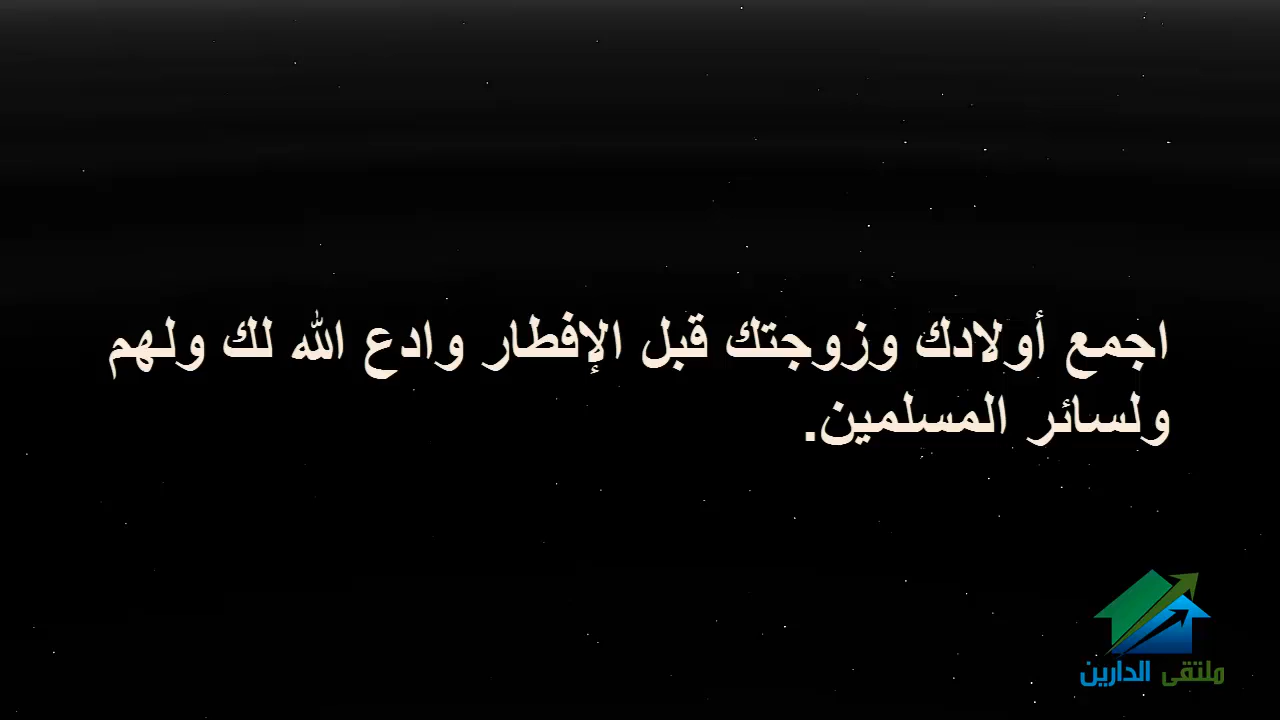 اجمع أولادك وزوجتك قبل الإفطار وادع الله لك ولهم
ولسائر المسلمين.
ملتقى الدارين